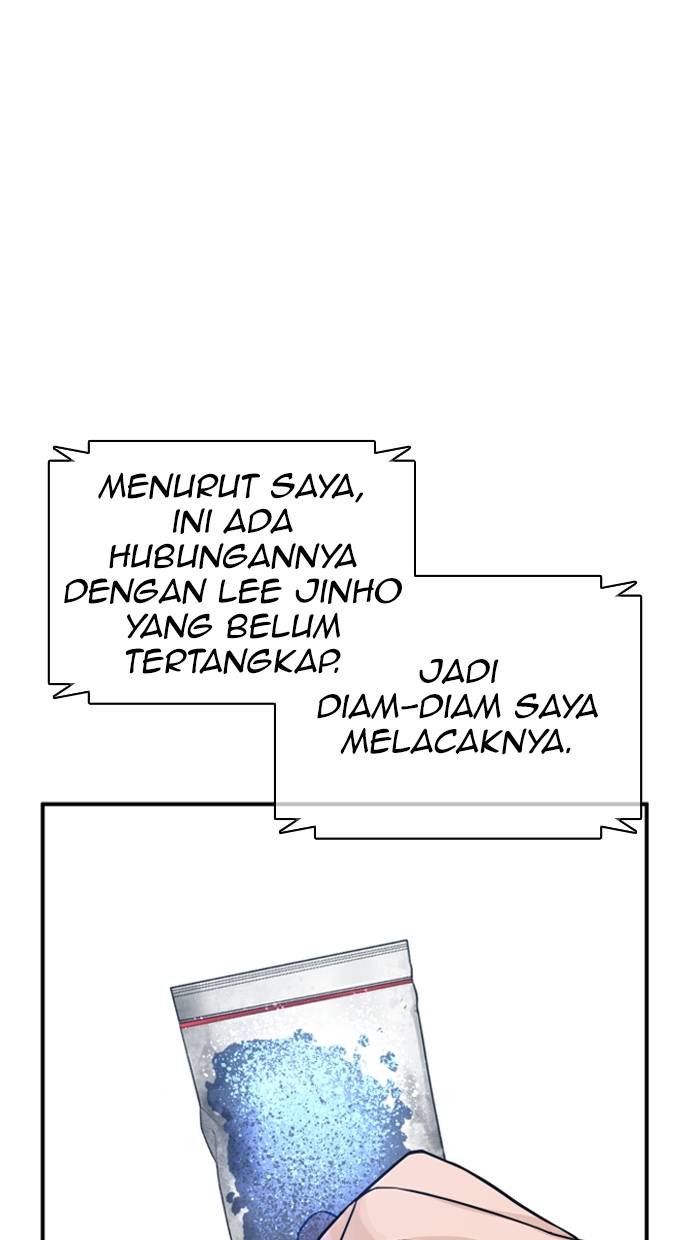 MENURUT SAYA,
INI ADA
HUBUNGANNYA
DENGAN LEE JINHO
YANG BELUM
TERTANGKAP.
JADI
DIAM-DIAM SAYA
MELACAKNYA.